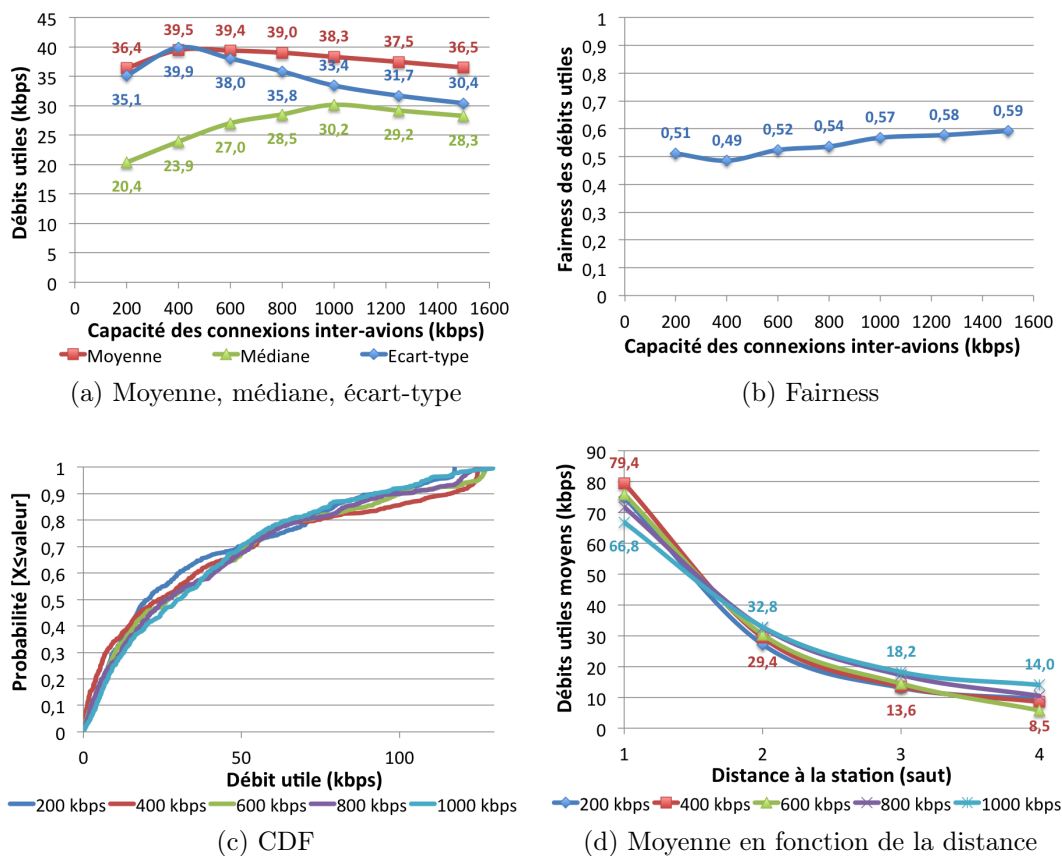 45
40
35
30
25
20
15
10
5
0
Débits utiles (kbps)
36,4 39,5 39,4 39,0 38,3 37,5 36,5
35,1 39,9 38,0 35,8 33,4 31,7 30,4
20,4 23,9 27,0 28,5 30,2 29,2 28,3
0 200 400 600 800 1000 1200 1400 1600
Capacité des connexions inter-avions (kbps)
Moyenne Médiane Ecart-type
(a) Moyenne, médiane, écart-type
1
0,9
0,8
0,7
0,6
0,5
0,4
0,3
0,2
0,1
0
Fairness des débits utiles
0,51 0,49 0,52 0,54 0,57 0,58 0,59
0 200 400 600 800 1000 1200 1400 1600
Capacité des connexions inter-avions (kbps)
(b) Fairness
1
0,9
0,8
0,7
0,6
0,5
0,4
0,3
0,2
0,1
0
Probabilité [X≤valeur]
0 50 100
Débit utile (kbps)
200 kbps 400 kbps 600 kbps 800 kbps 1000 kbps
(c) CDF
90
80
70
60
50
40
30
20
10
0
Débits utiles moyens (kbps)
79,4
66,8
32,8
29,4
18,2
13,6
14,0
8,5
1 2 3 4
Distance à la station (saut)
200 kbps 400 kbps 600 kbps 800 kbps 1000 kbps
(d) Moyenne en fonction de la distance